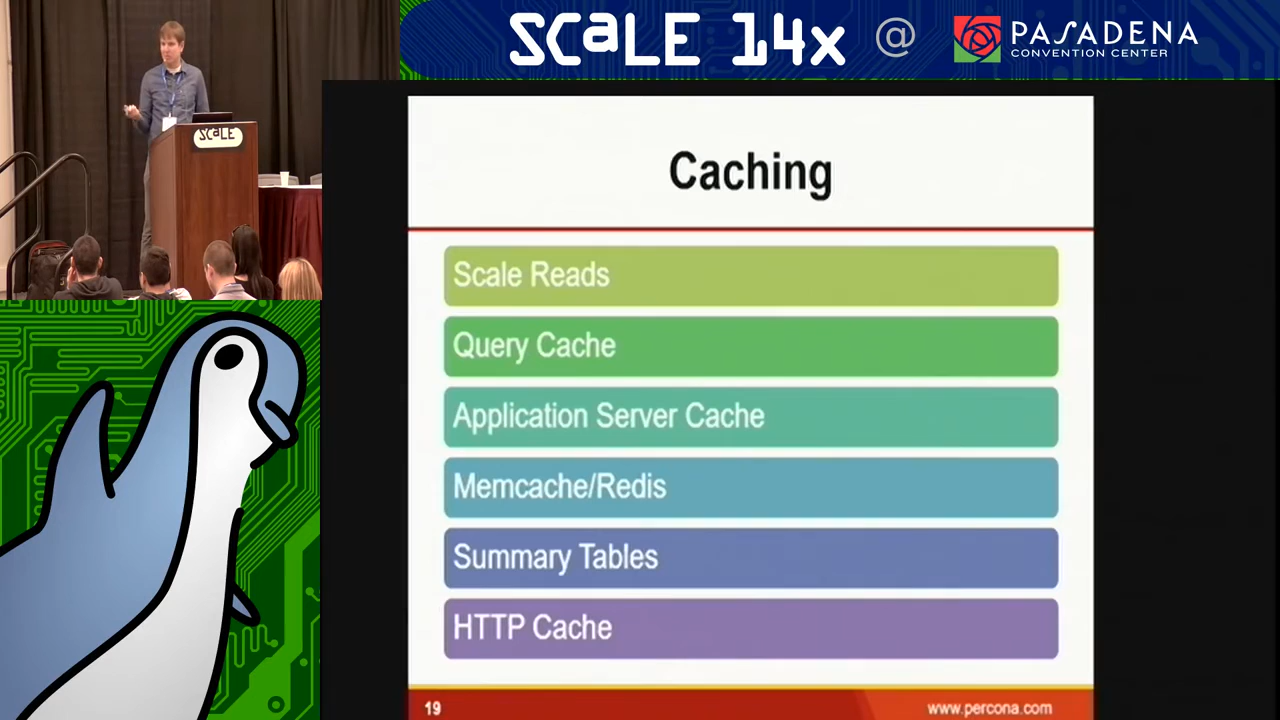 SCaLE 14x @ PASADENA
CONVENTION CENTER
SCaLE
Caching
Scale Reads
Query Cache
Application Server Cache
Memcache/Redis
Summary Tables
HTTP Cache
19
www.percona.com